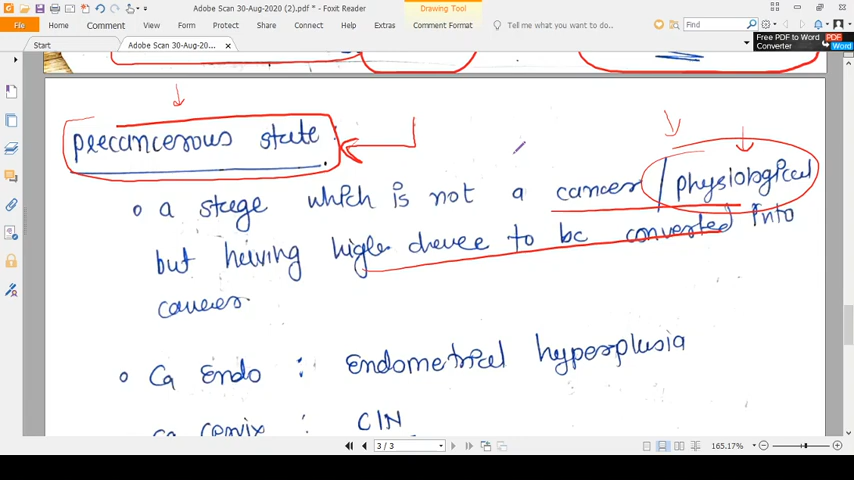 Adobe Scan 30-Aug-2020 (2).pdf * - Foxit Reader
Drawing Tool
File Home Comment View Form Protect Share Connect Help Extras Comment Format Tell me what you want to do... Find
Start Adobe Scan 30-Aug-20... ×
Free PDF to Word Converter
PDF
Word
precancerous state :
a stage which is not a cancer / physiological
but having high chance to be converted into
cancer
Ca Endo : Endometrical hyperplasia
Ca cervix : CIN
3 / 3
165.17%